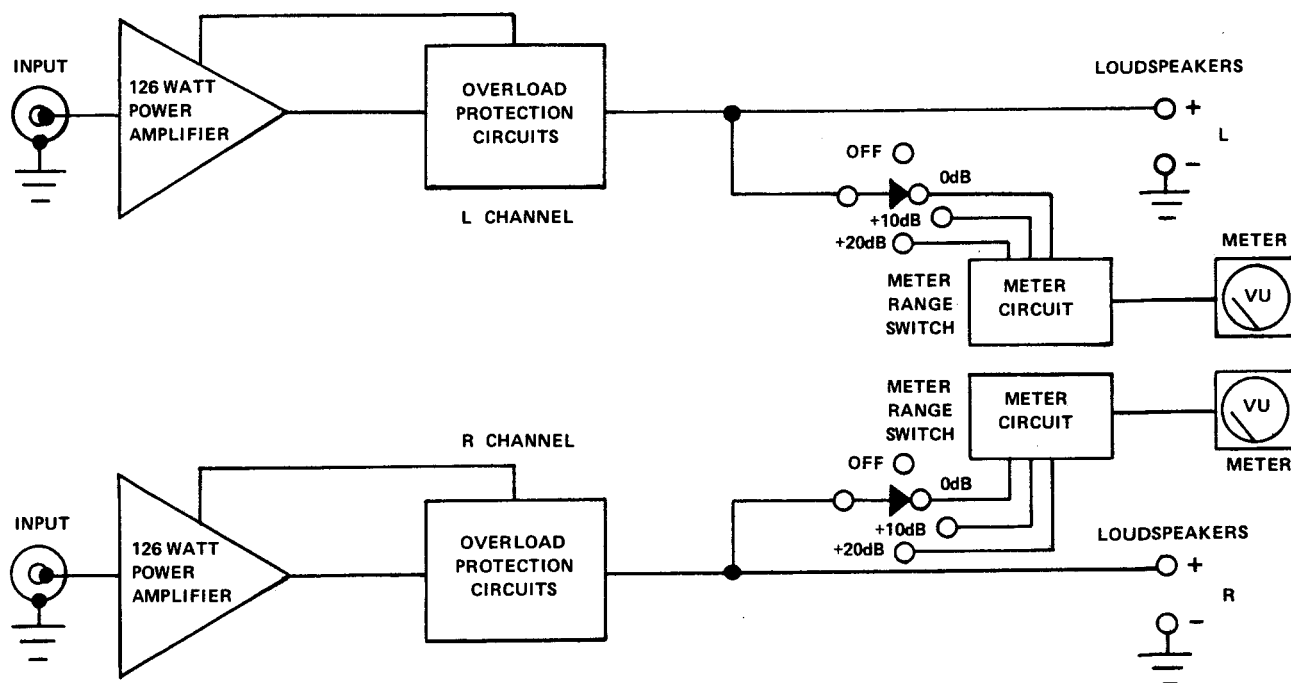 INPUT
126 WATT
POWER
AMPLIFIER
OVERLOAD
PROTECTION
CIRCUITS
L CHANNEL
LOUDSPEAKERS
+
L
-
OFF
0dB
+10dB
+20dB
METER
RANGE
SWITCH
METER
CIRCUIT
METER
VU
METER
RANGE
SWITCH
METER
CIRCUIT
VU
METER
R CHANNEL
OFF
0dB
+10dB
+20dB
INPUT
126 WATT
POWER
AMPLIFIER
OVERLOAD
PROTECTION
CIRCUITS
LOUDSPEAKERS
+
R
-